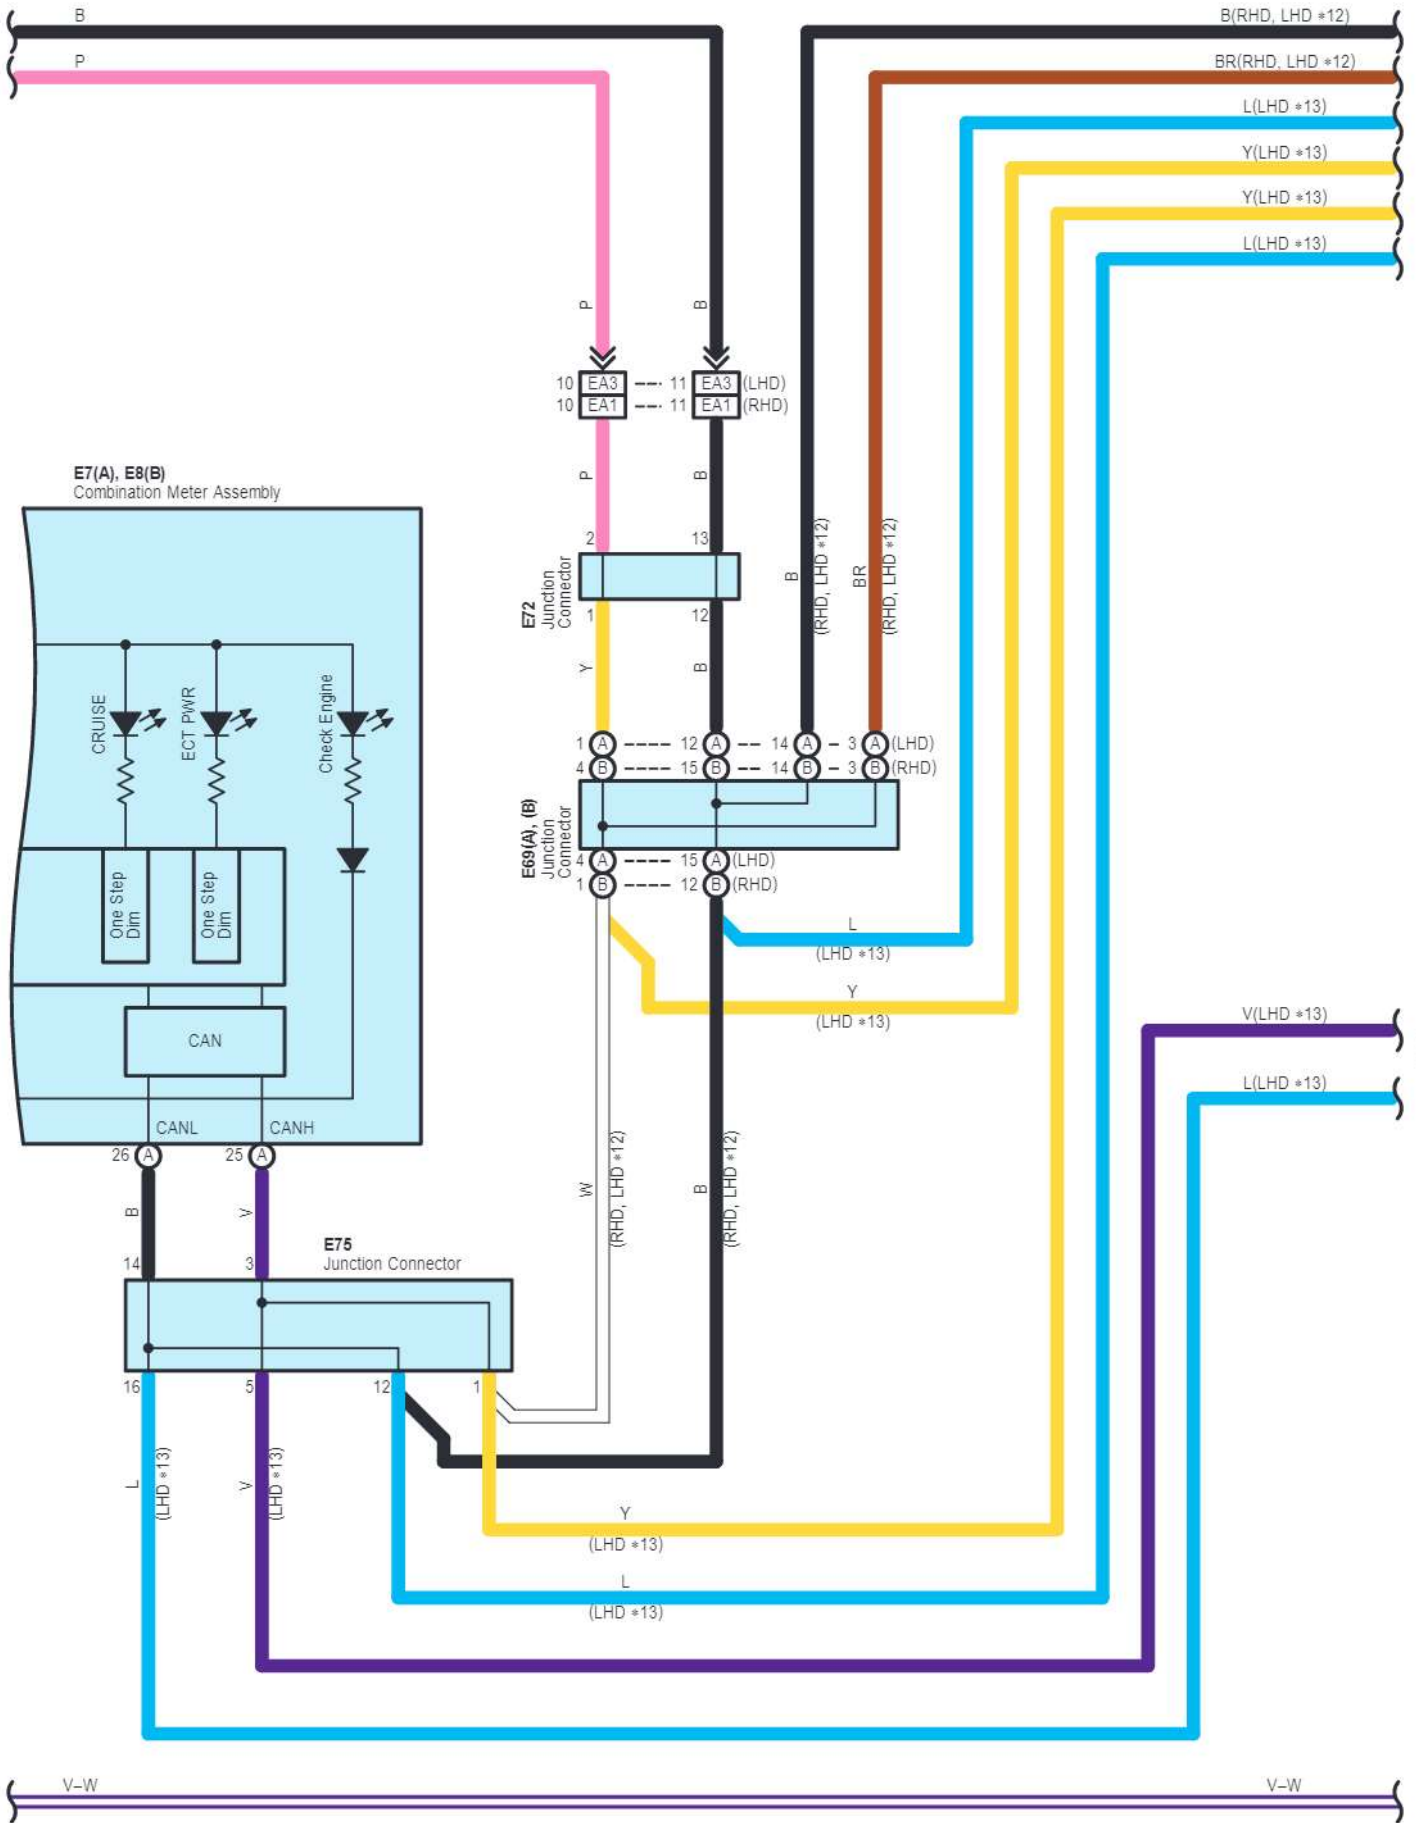 B
B(RHD, LHD *12)
P
BR(RHD, LHD *12)
L(LHD *13)
Y(LHD *13)
Y(LHD *13)
L(LHD *13)
P
B
10 EA3 11 EA3 (LHD)
10 EA1 11 EA1 (RHD)
E7(A), E8(B)
Combination Meter Assembly
P
B
2
13
E72
Junction
Connector
1
12
B
(RHD, LHD *12)
BR
(RHD, LHD *12)
Y
B
CRUISE
ECT PWR
Check Engine
1 A 12 A 14 A 3 A (LHD)
4 B 15 B 14 B 3 B (RHD)
E69(A), (B)
Junction
Connector
4 A 15 A (LHD)
1 B 12 B (RHD)
One Step
Dim
One Step
Dim
L
(LHD *13)
Y
(LHD *13)
CAN
V(LHD *13)
L(LHD *13)
CANL
CANH
26 A
25 A
W
(RHD, LHD *12)
B
(RHD, LHD *12)
B
V
E75
Junction Connector
14
3
16
5
12
1
L
(LHD *13)
V
(LHD *13)
Y
(LHD *13)
L
(LHD *13)
V–W
V–W